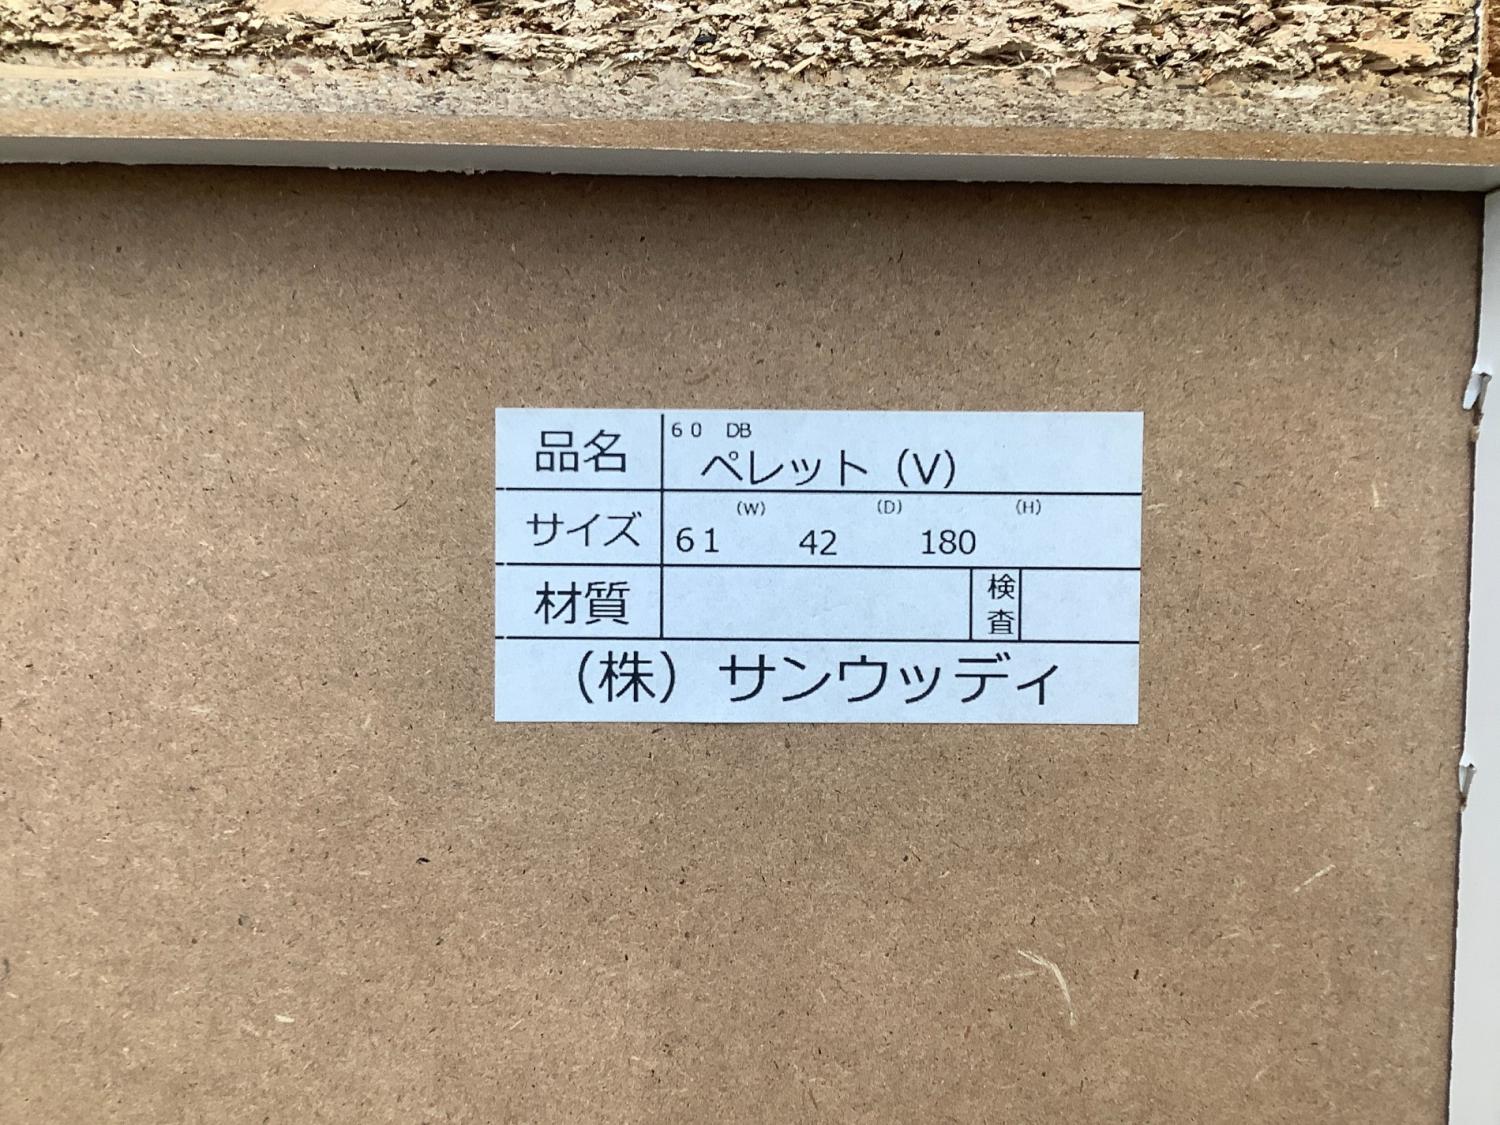 品名 60 DB
ペレット（V）
サイズ 61 (W) 42 (D) 180 (H)
材質 検査
（株）サンウッディ